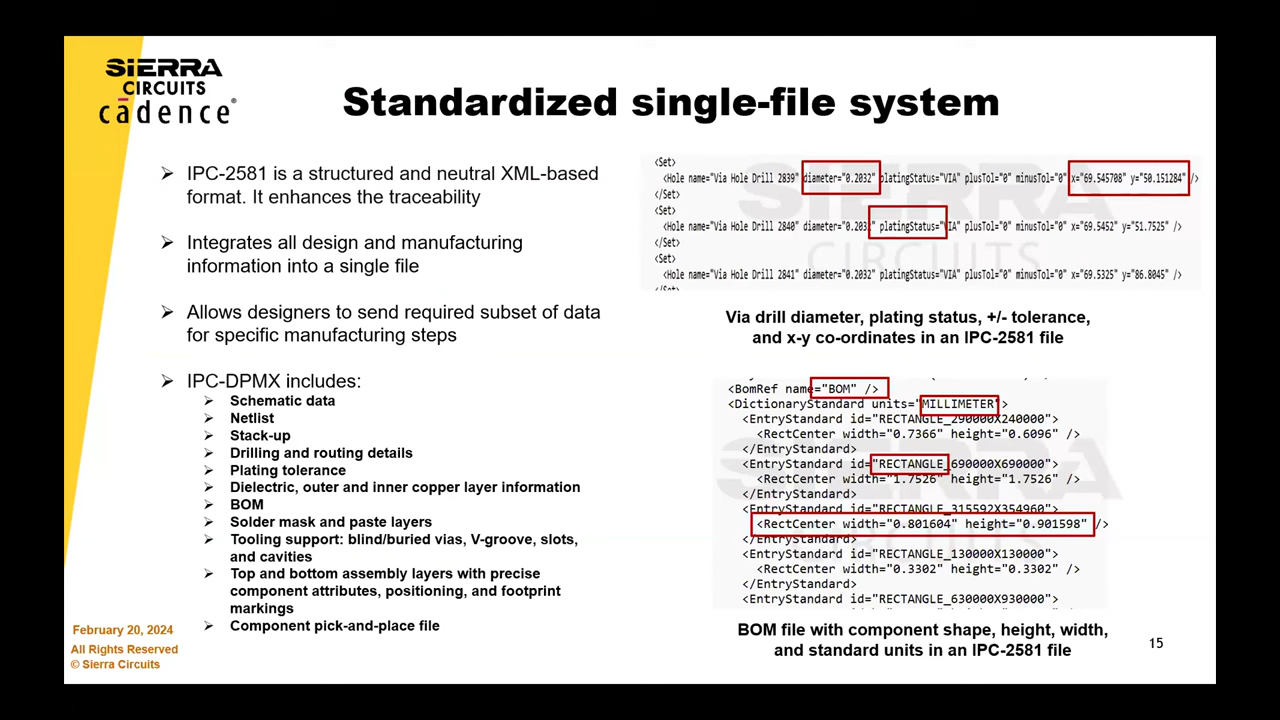 SIERRA
CIRCUITS
cādence®
Standardized single-file system
IPC-2581 is a structured and neutral XML-based
format. It enhances the traceability
Integrates all design and manufacturing
information into a single file
Allows designers to send required subset of data
for specific manufacturing steps
IPC-DPMX includes:
Schematic data
Netlist
Stack-up
Drilling and routing details
Plating tolerance
Dielectric, outer and inner copper layer information
BOM
Solder mask and paste layers
Tooling support: blind/buried vias, V-groove, slots,
and cavities
Top and bottom assembly layers with precise
component attributes, positioning, and footprint
markings
Component pick-and-place file
<Set>
<Hole name="Via Hole Drill 2839" diameter="0.2032" platingStatus="VIA" plusTol="0" minusTol="0" x="69.545708" y="50.151284" />
</Set>
<Set>
<Hole name="Via Hole Drill 2840" diameter="0.2032" platingStatus="VIA" plusTol="0" minusTol="0" x="69.5452" y="51.7525" />
</Set>
<Set>
<Hole name="Via Hole Drill 2841" diameter="0.2032" platingStatus="VIA" plusTol="0" minusTol="0" x="69.5325" y="86.8045" />
</Set>
SIERRA
CIRCUITS
Via drill diameter, plating status, +/- tolerance,
and x-y co-ordinates in an IPC-2581 file
<BomRef name="BOM" />
<DictionaryStandard units="MILLIMETER">
<EntryStandard id="RECTANGLE_290000X240000">
<RectCenter width="0.7366" height="0.6096" />
</EntryStandard>
<EntryStandard id="RECTANGLE_690000X690000">
<RectCenter width="1.7526" height="1.7526" />
</EntryStandard>
<EntryStandard id="RECTANGLE_315592X354960">
<RectCenter width="0.801604" height="0.901598" />
</EntryStandard>
<EntryStandard id="RECTANGLE_130000X130000">
<RectCenter width="0.3302" height="0.3302" />
</EntryStandard>
<EntryStandard id="RECTANGLE_630000X930000">
SIERRA
BOM file with component shape, height, width,
and standard units in an IPC-2581 file
February 20, 2024
All Rights Reserved
© Sierra Circuits
15